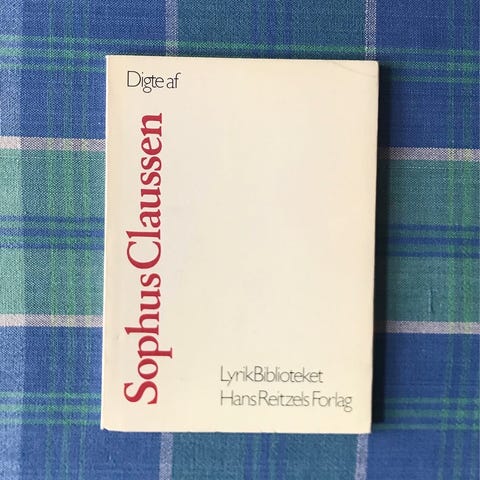 Digte af
Sophus Claussen
LyrikBiblioteket
Hans Reitzels Forlag